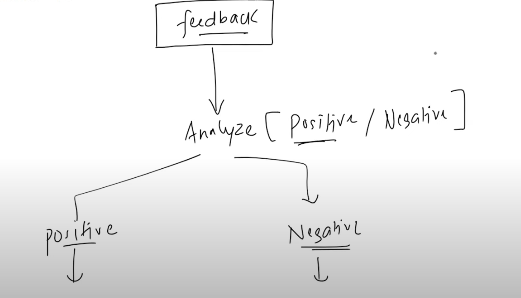 feedback
Analyze [Positive / Negative]
positive
Negative